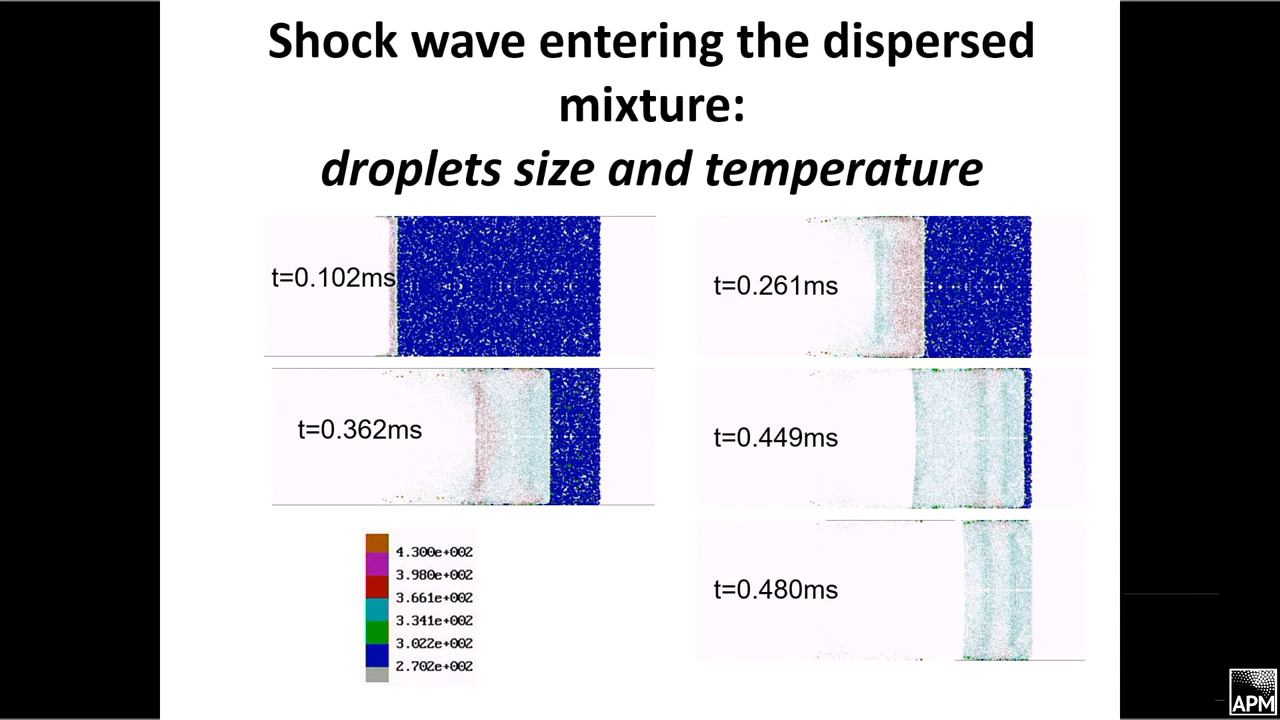 Shock wave entering the dispersed
mixture:
droplets size and temperature
t=0.102ms
t=0.261ms
t=0.362ms
t=0.449ms
4.300e+002
3.980e+002
3.661e+002
3.341e+002
3.022e+002
2.702e+002
t=0.480ms
APM